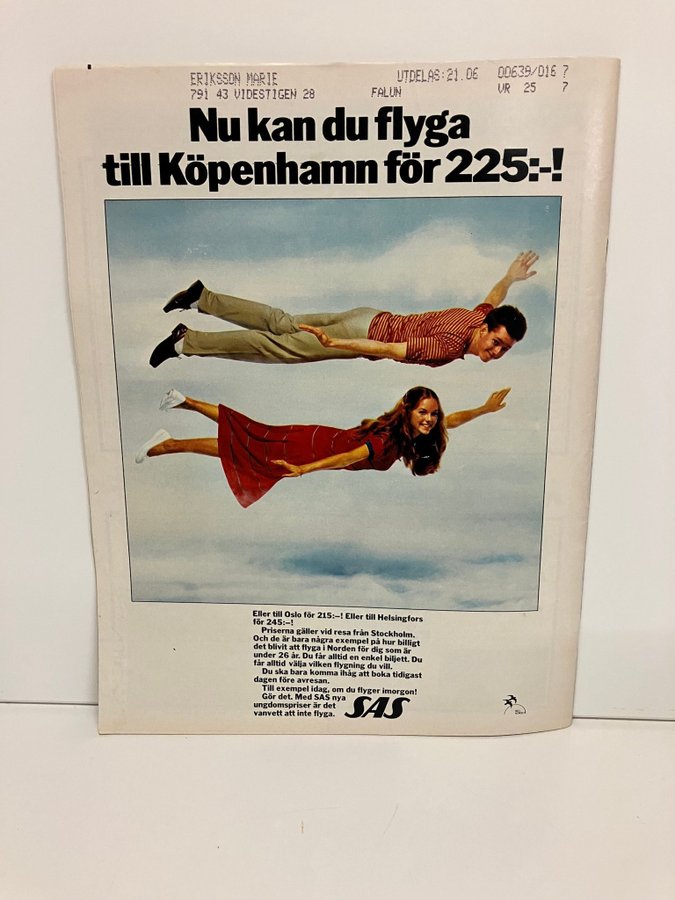 ERIKSSON MARIE UTDELAS:21.06 00639/016 7
791 43 VIDESTIGEN 28 FALUN VR 25 7
Nu kan du flyga
till Köpenhamn för 225:-!
Eller till Oslo för 215:–! Eller till Helsingfors
för 245:–!
Priserna gäller vid resa från Stockholm.
Och de är bara några exempel på hur billigt
det blivit att flyga i Norden för dig som är
under 26 år. Du får alltid en enkel biljett. Du
får alltid välja vilken flygning du vill.
Du ska bara komma ihåg att boka tidigast
dagen före avresan.
Till exempel idag, om du flyger imorgon!
Gör det. Med SAS nya
ungdomspriser är det
vanvett att inte flyga.
SAS